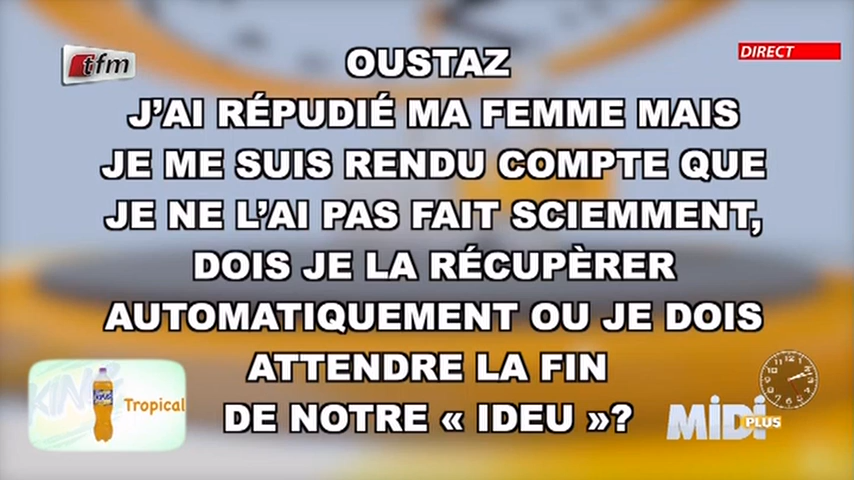 tfm
DIRECT
OUSTAZ
J'AI RÉPUDIÉ MA FEMME MAIS
JE ME SUIS RENDU COMPTE QUE
JE NE L'AI PAS FAIT SCIEMMENT,
DOIS JE LA RÉCUPÈRER
AUTOMATIQUEMENT OU JE DOIS
ATTENDRE LA FIN
DE NOTRE « IDEU »?
KING
Tropical
MiDi
PLUS